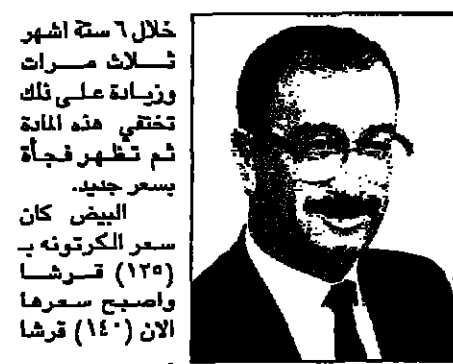 خلال ٦ ستة اشهر
ثلاث مرات
وزيادة على ذلك
تختفي هذه المادة
ثم تظهر فجأة
بسعر جديد.
البيض كان
سعر الكرتونه بـ
(١٢٥) قرشا
واصبح سعرها
الان (١٤٠) قرشا